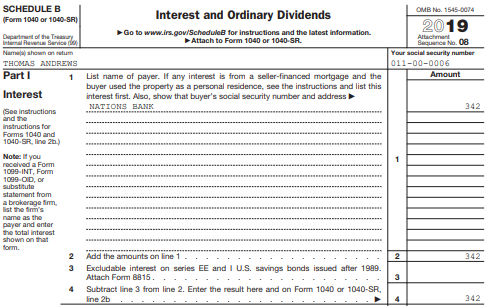 SCHEDULE B
(Form 1040 or 1040-SR)
Department of the Treasury
Internal Revenue Service (99)
Interest and Ordinary Dividends
▶ Go to www.irs.gov/ScheduleB for instructions and the latest information.
▶ Attach to Form 1040 or 1040-SR.
OMB No. 1545-0074
2019
Attachment
Sequence No. 08
Name(s) shown on return
Your social security number
THOMAS ANDREWS
011-00-0006
Part I
Interest
(See instructions
and the
instructions for
Forms 1040 and
1040-SR, line 2b.)
Note: If you
received a Form
1099-INT, Form
1099-OID, or
substitute
statement from
a brokerage firm,
list the firm's
name as the
payer and enter
the total interest
shown on that
form.
1 List name of payer. If any interest is from a seller-financed mortgage and the
buyer used the property as a personal residence, see the instructions and list this
interest first. Also, show that buyer's social security number and address ▶
Amount
NATIONS BANK 342
1
2 Add the amounts on line 1 . . . . . . . . . . . . . . . 2 342
3 Excludable interest on series EE and I U.S. savings bonds issued after 1989.
Attach Form 8815 . . . . . . . . . . . . . . . . . . 3
4 Subtract line 3 from line 2. Enter the result here and on Form 1040 or 1040-SR,
line 2b . . . . . . . . . . . . . . . . . . . . . ▶ 4 342